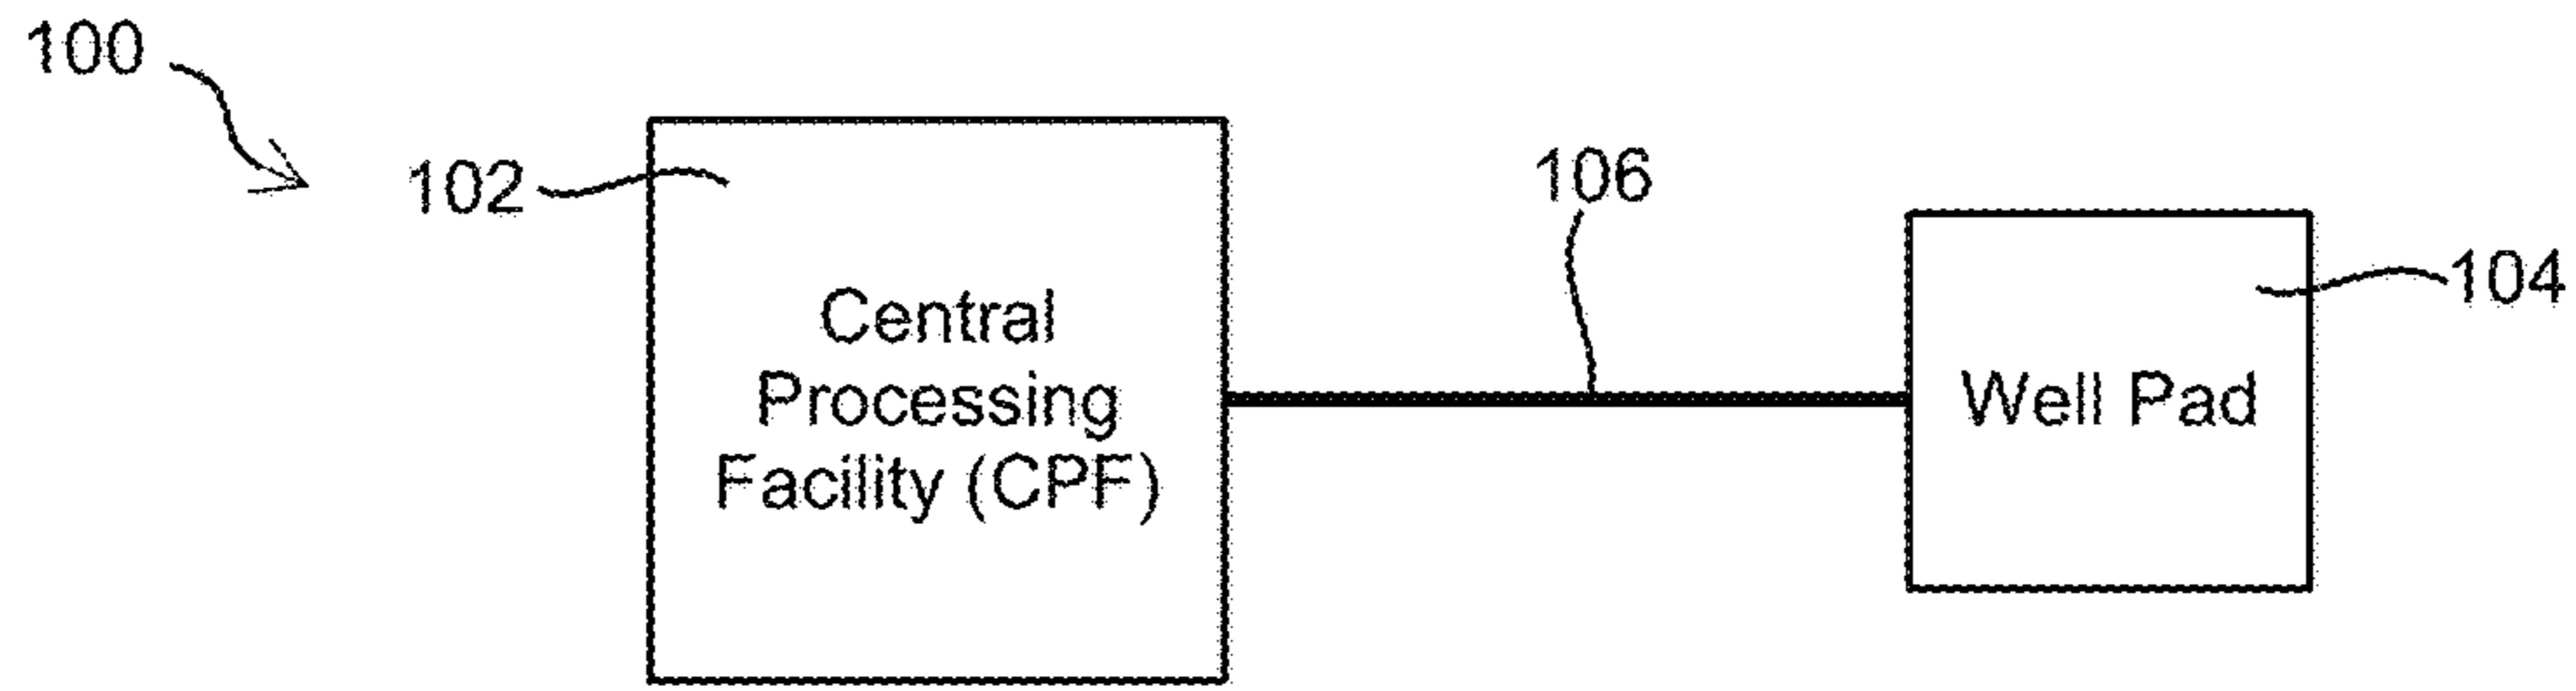 100
102
106
104
Central
Processing
Facility (CPF)
Well Pad